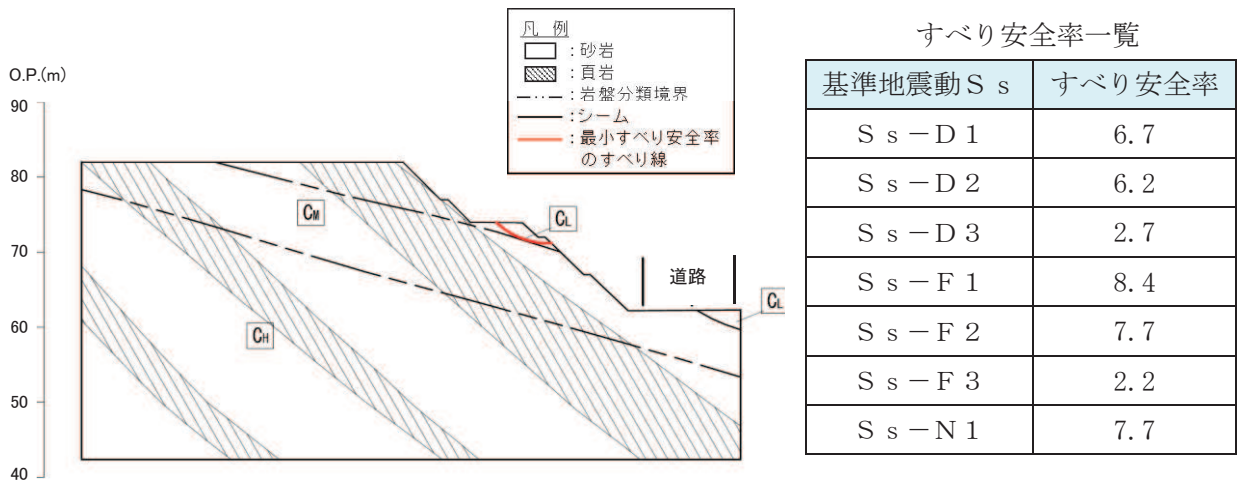 凡 例
：砂岩
：頁岩
：岩盤分類境界
：シーム
：最小すべり安全率
のすべり線
O.P.(m)
90
80
70
60
50
40
CM
CL
道路
CL
CH
すべり安全率一覧
基準地震動Ｓｓ すべり安全率
Ｓｓ－Ｄ１ 6.7
Ｓｓ－Ｄ２ 6.2
Ｓｓ－Ｄ３ 2.7
Ｓｓ－Ｆ１ 8.4
Ｓｓ－Ｆ２ 7.7
Ｓｓ－Ｆ３ 2.2
Ｓｓ－Ｎ１ 7.7